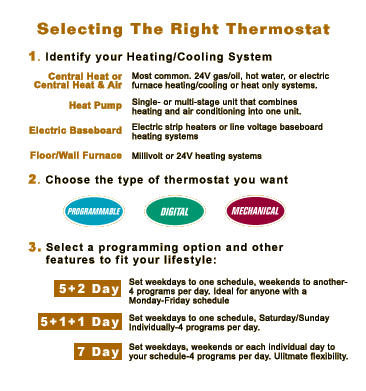 Selecting The Right Thermostat
1. Identify your Heating/Cooling System
Central Heat or
Central Heat & Air
Most common. 24V gas/oil, hot water, or electric
furnace heating/cooling or heat only systems.
Heat Pump
Single- or multi-stage unit that combines
heating and air conditioning into one unit.
Electric Baseboard
Electric strip heaters or line voltage baseboard
heating systems
Floor/Wall Furnace
Millivolt or 24V heating systems
2. Choose the type of thermostat you want
PROGRAMMABLE
DIGITAL
MECHANICAL
3. Select a programming option and other
features to fit your lifestyle:
5+2 Day
Set weekdays to one schedule, weekends to another-
4 programs per day. Ideal for anyone with a
Monday-Friday schedule
5+1+1 Day
Set weekdays to one schedule, Saturday/Sunday
Individually-4 programs per day.
7 Day
Set weekdays, weekends or each individual day to
your schedule-4 programs per day. Ulitmate flexibility.